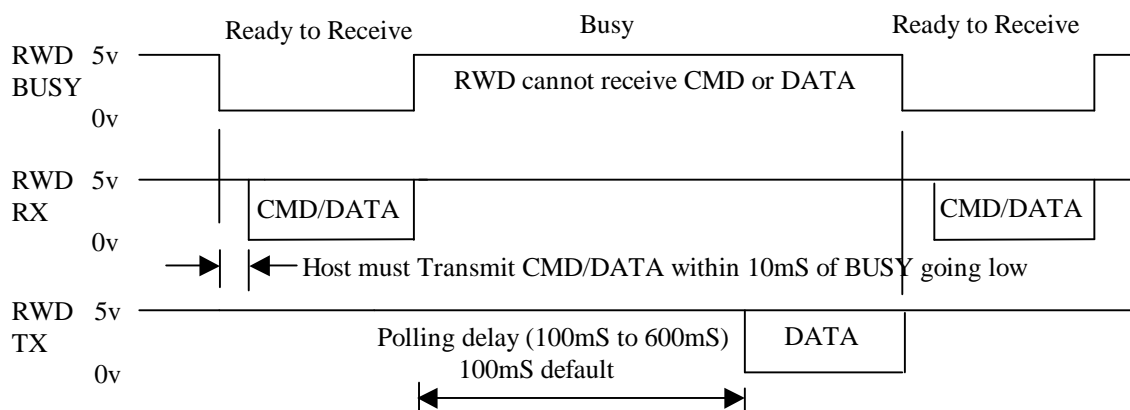 Ready to Receive
Busy
Ready to Receive
RWD 5v
BUSY
RWD cannot receive CMD or DATA
0v
RWD 5v
RX
CMD/DATA
CMD/DATA
0v
Host must Transmit CMD/DATA within 10mS of BUSY going low
RWD 5v
TX
Polling delay (100mS to 600mS)
DATA
100mS default
0v